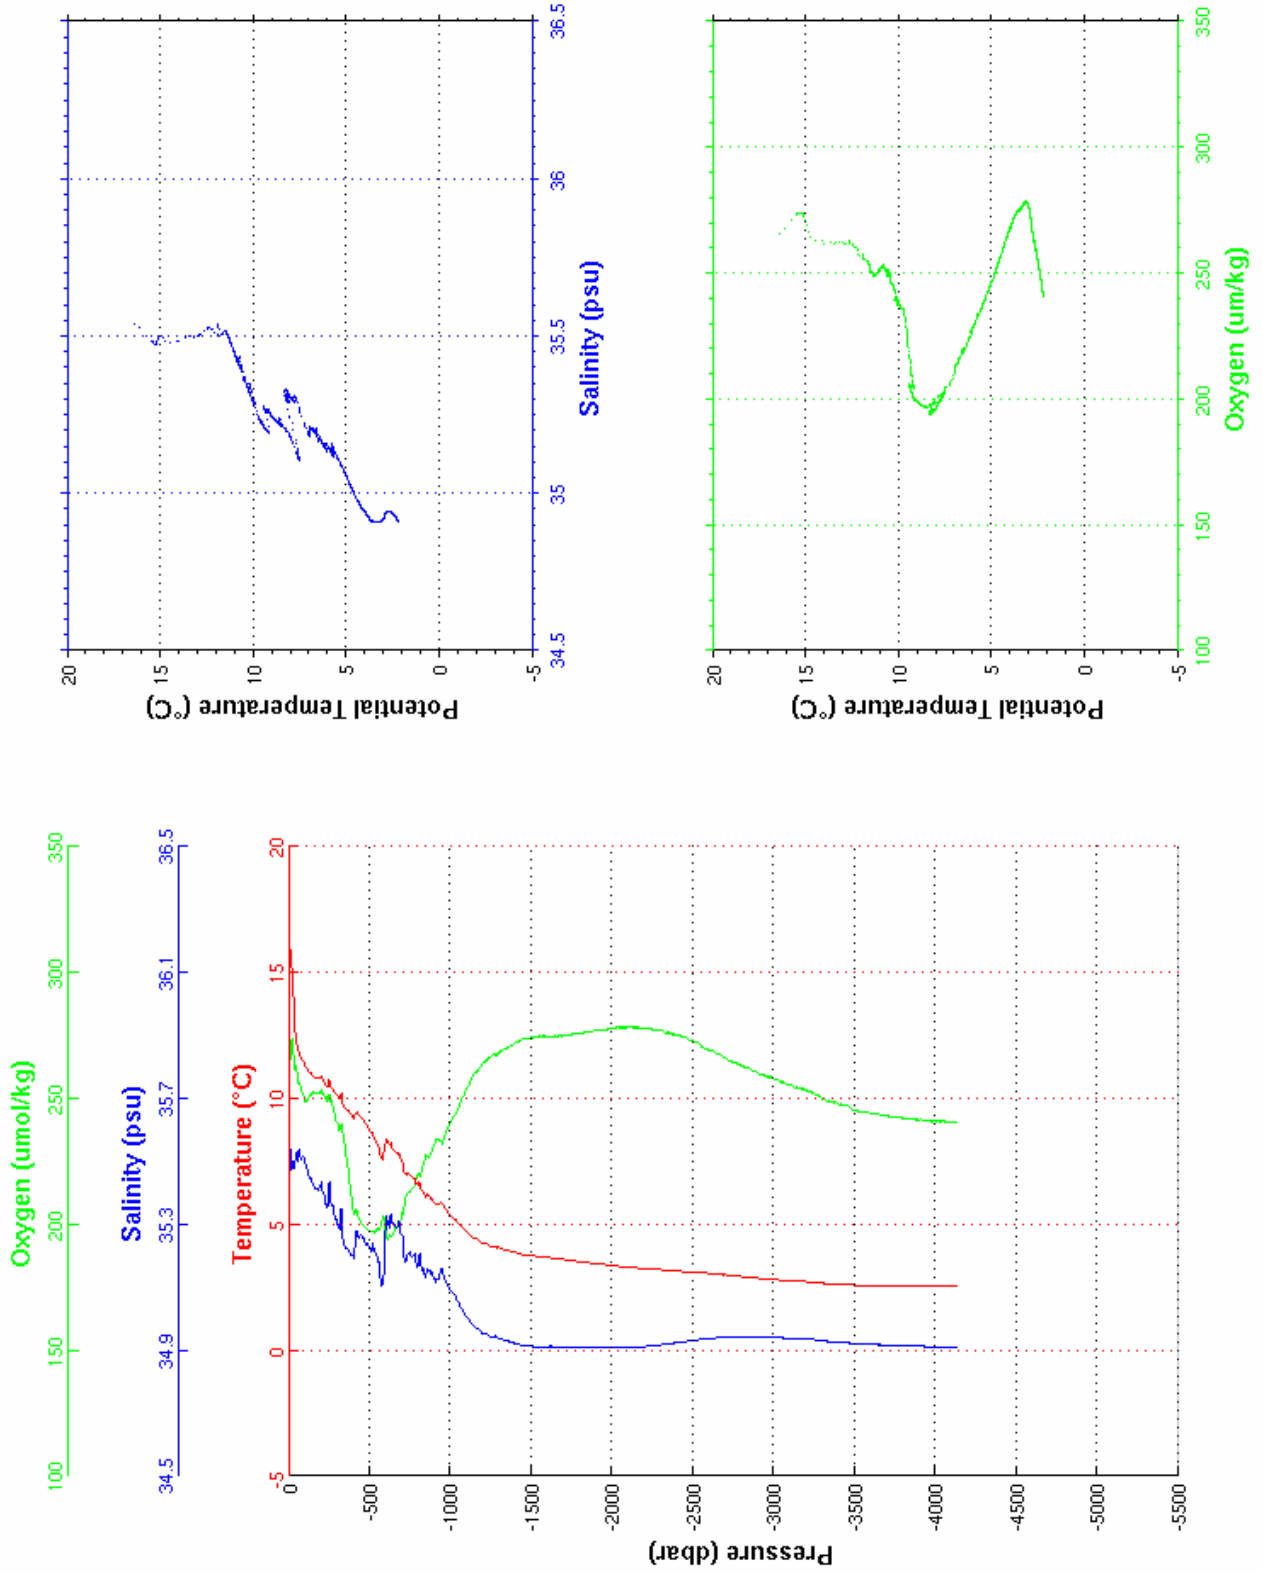 Oxygen (umol/kg)
100 150 200 250 300 350
Salinity (psu)
34.5 34.9 35.3 35.7 36.1 36.5
Temperature (°C)
-5 0 5 10 15 20
0
-500
-1000
-1500
-2000
-2500
-3000
-3500
-4000
-4500
-5000
-5500
Pressure (dbar)
20
15
10
5
0
-5
Potential Temperature (°C)
34.5 35 35.5 36 36.5
Salinity (psu)
20
15
10
5
0
-5
Potential Temperature (°C)
100 150 200 250 300 350
Oxygen (um/kg)